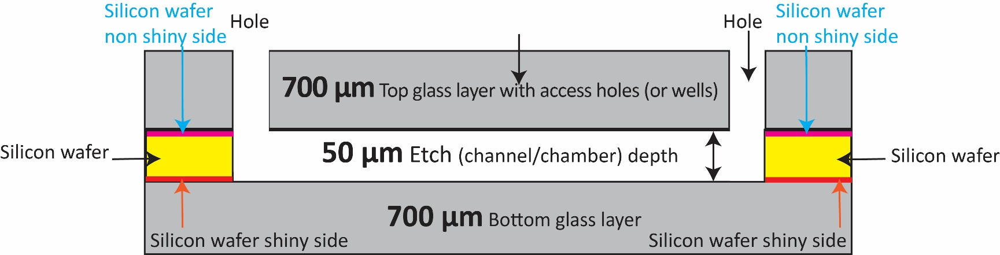 Silicon wafer
non shiny side
Hole
Hole
Silicon wafer
non shiny side
700 µm Top glass layer with access holes (or wells)
Silicon wafer
50 µm Etch (channel/chamber) depth
Silicon wafer
700 µm Bottom glass layer
Silicon wafer shiny side
Silicon wafer shiny side